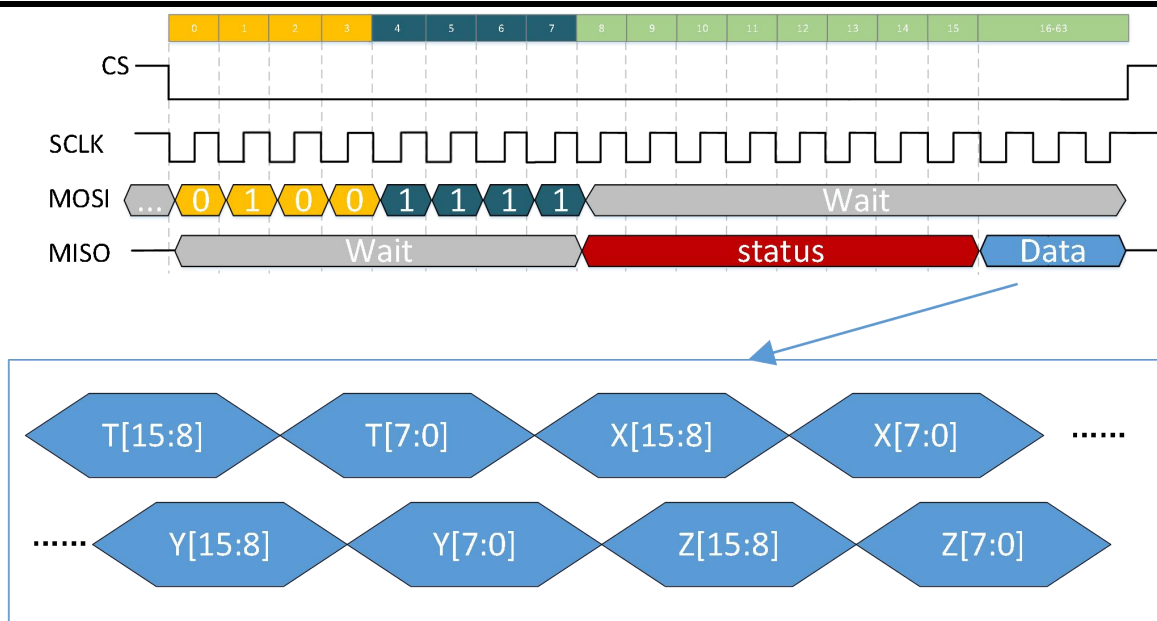 0 1 2 3 4 5 6 7 8 9 10 11 12 13 14 15 16-63
CS
SCLK
MOSI ... 0 1 0 0 1 1 1 1 Wait
MISO Wait status Data
T[15:8] T[7:0] X[15:8] X[7:0] ......
...... Y[15:8] Y[7:0] Z[15:8] Z[7:0]